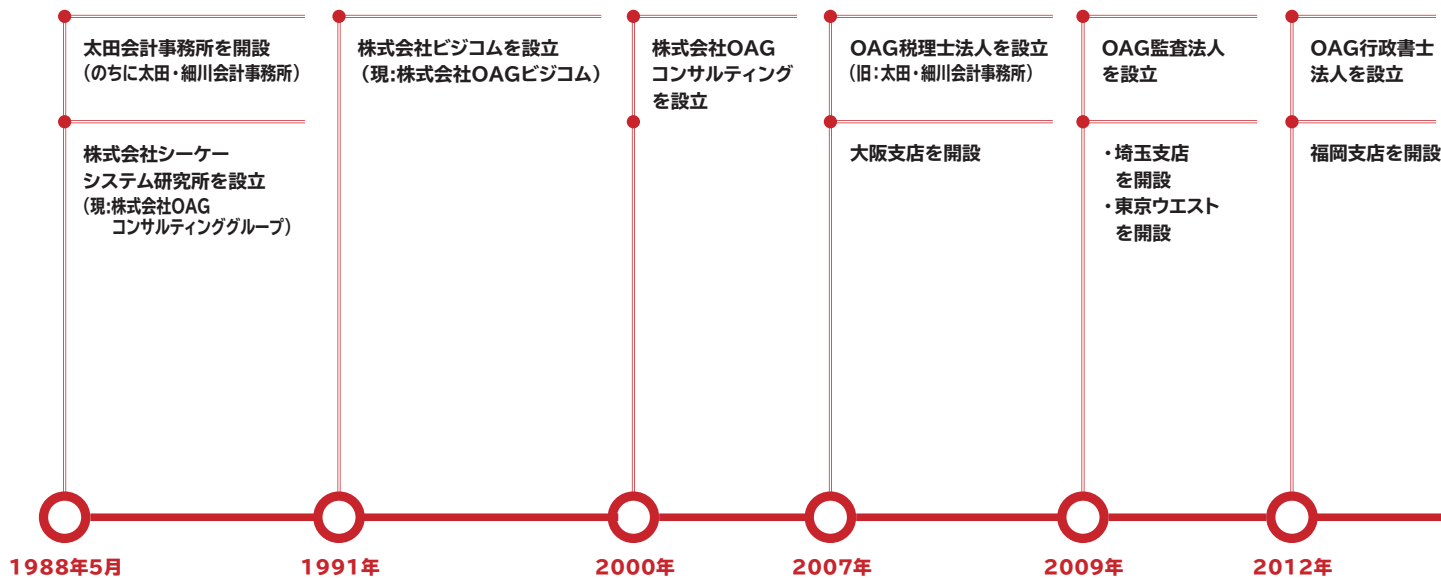 太田会計事務所を開設
(のちに太田・細川会計事務所)
株式会社シーケー
システム研究所を設立
(現:株式会社OAG
コンサルティンググループ)
株式会社ビジコムを設立
(現:株式会社OAGビジコム)
株式会社OAG
コンサルティング
を設立
OAG税理士法人を設立
(旧:太田・細川会計事務所)
大阪支店を開設
OAG監査法人
を設立
・埼玉支店
を開設
・東京ウエスト
を開設
OAG行政書士
法人を設立
福岡支店を開設
1988年5月
1991年
2000年
2007年
2009年
2012年